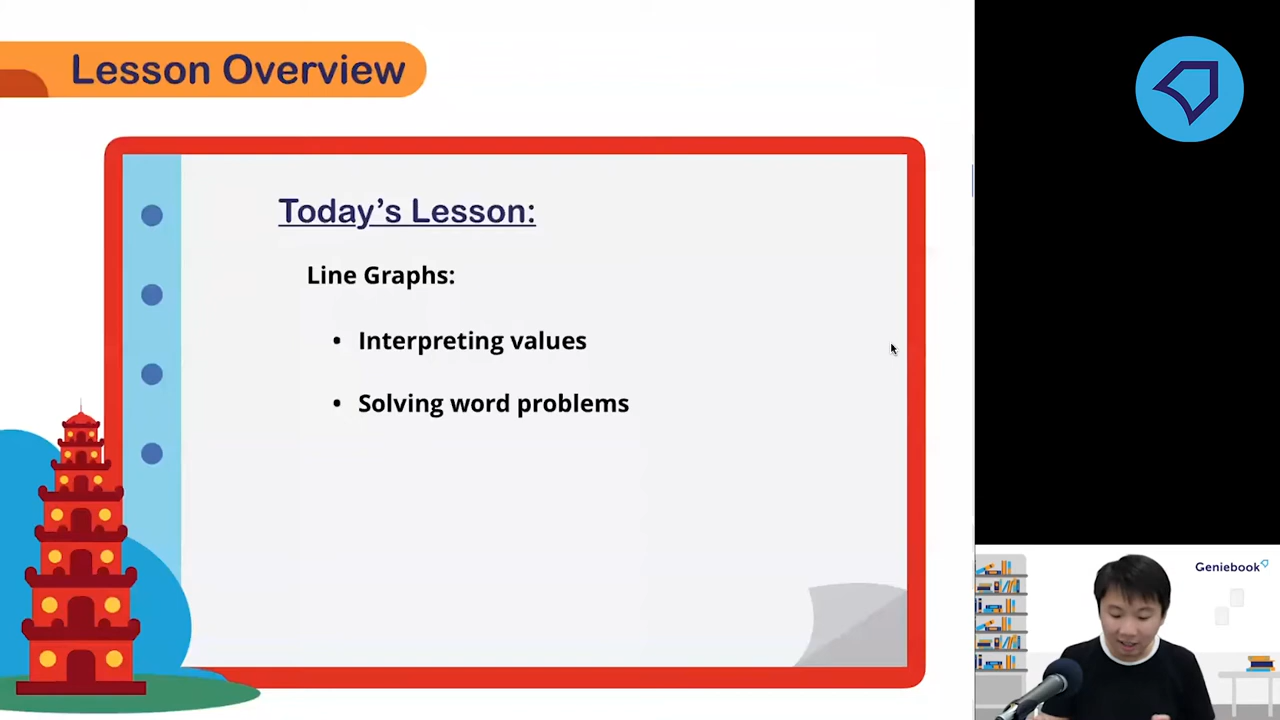 Lesson Overview
Today's Lesson:
Line Graphs:
• Interpreting values
• Solving word problems
Geniebook